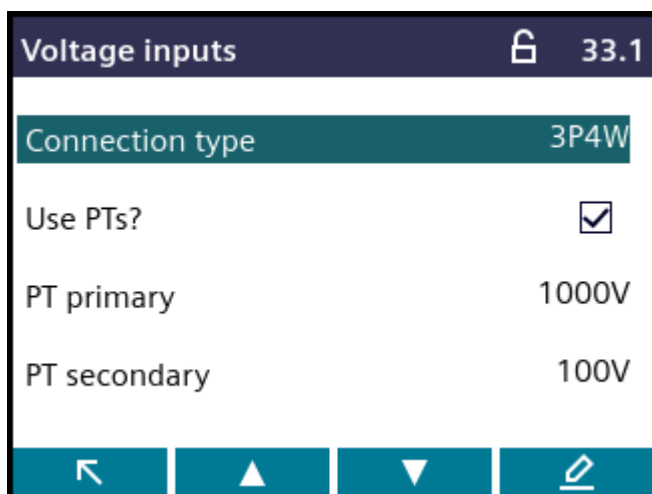 Voltage inputs 33.1
Connection type 3P4W
Use PTs?
PT primary 1000V
PT secondary 100V